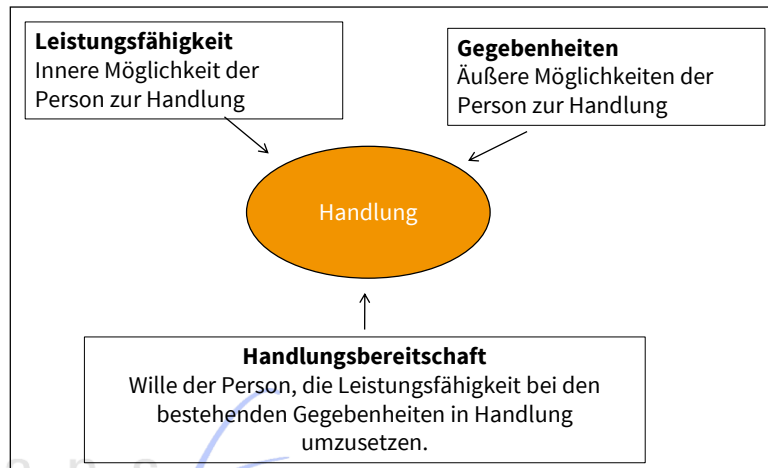 Leistungsfähigkeit
Innere Möglichkeit der
Person zur Handlung
Gegebenheiten
Äußere Möglichkeiten der
Person zur Handlung
Handlung
Handlungsbereitschaft
Wille der Person, die Leistungsfähigkeit bei den
bestehenden Gegebenheiten in Handlung
umzusetzen.